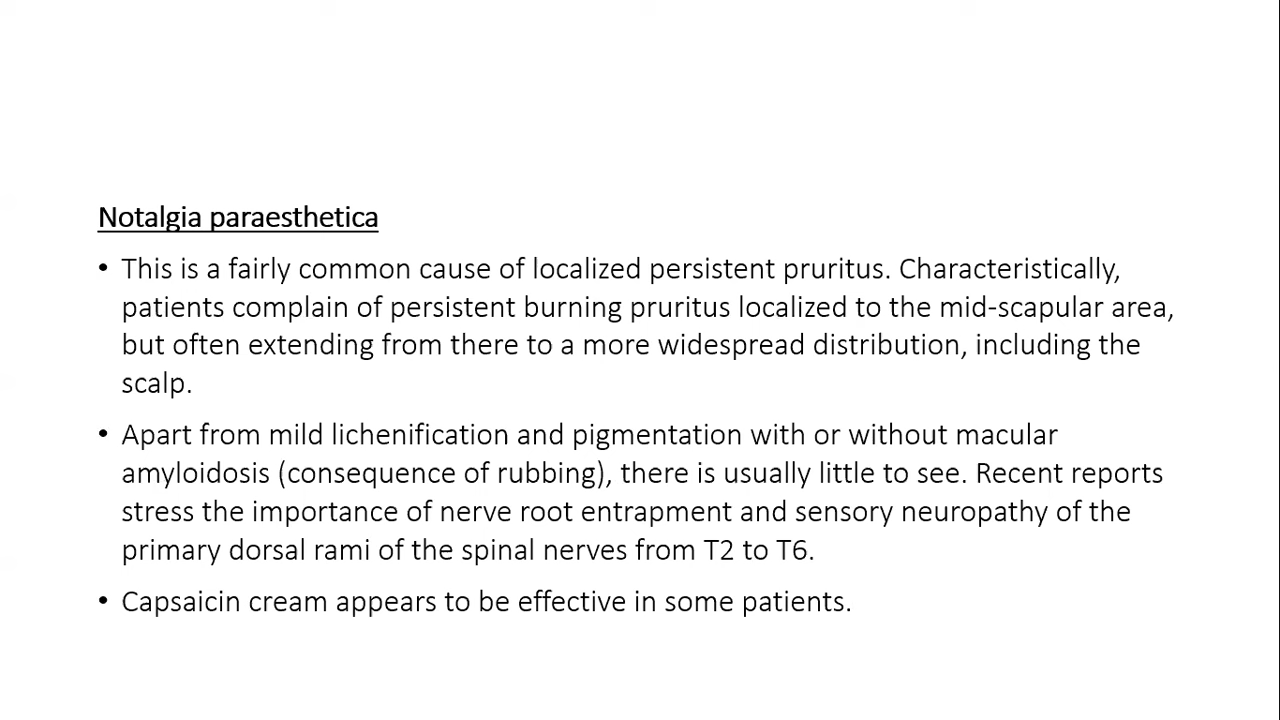 Notalgia paraesthetica
• This is a fairly common cause of localized persistent pruritus. Characteristically,
patients complain of persistent burning pruritus localized to the mid-scapular area,
but often extending from there to a more widespread distribution, including the
scalp.
• Apart from mild lichenification and pigmentation with or without macular
amyloidosis (consequence of rubbing), there is usually little to see. Recent reports
stress the importance of nerve root entrapment and sensory neuropathy of the
primary dorsal rami of the spinal nerves from T2 to T6.
• Capsaicin cream appears to be effective in some patients.